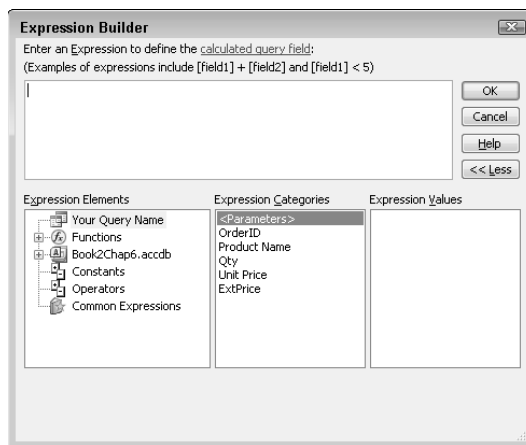 Expression Builder
Enter an Expression to define the calculated query field:
(Examples of expressions include [field1] + [field2] and [field1] < 5)
OK
Cancel
Help
<< Less
Expression Elements
Your Query Name
Functions
Book2Chap6.accdb
Constants
Operators
Common Expressions
Expression Categories
<Parameters>
OrderID
Product Name
Qty
Unit Price
ExtPrice
Expression Values